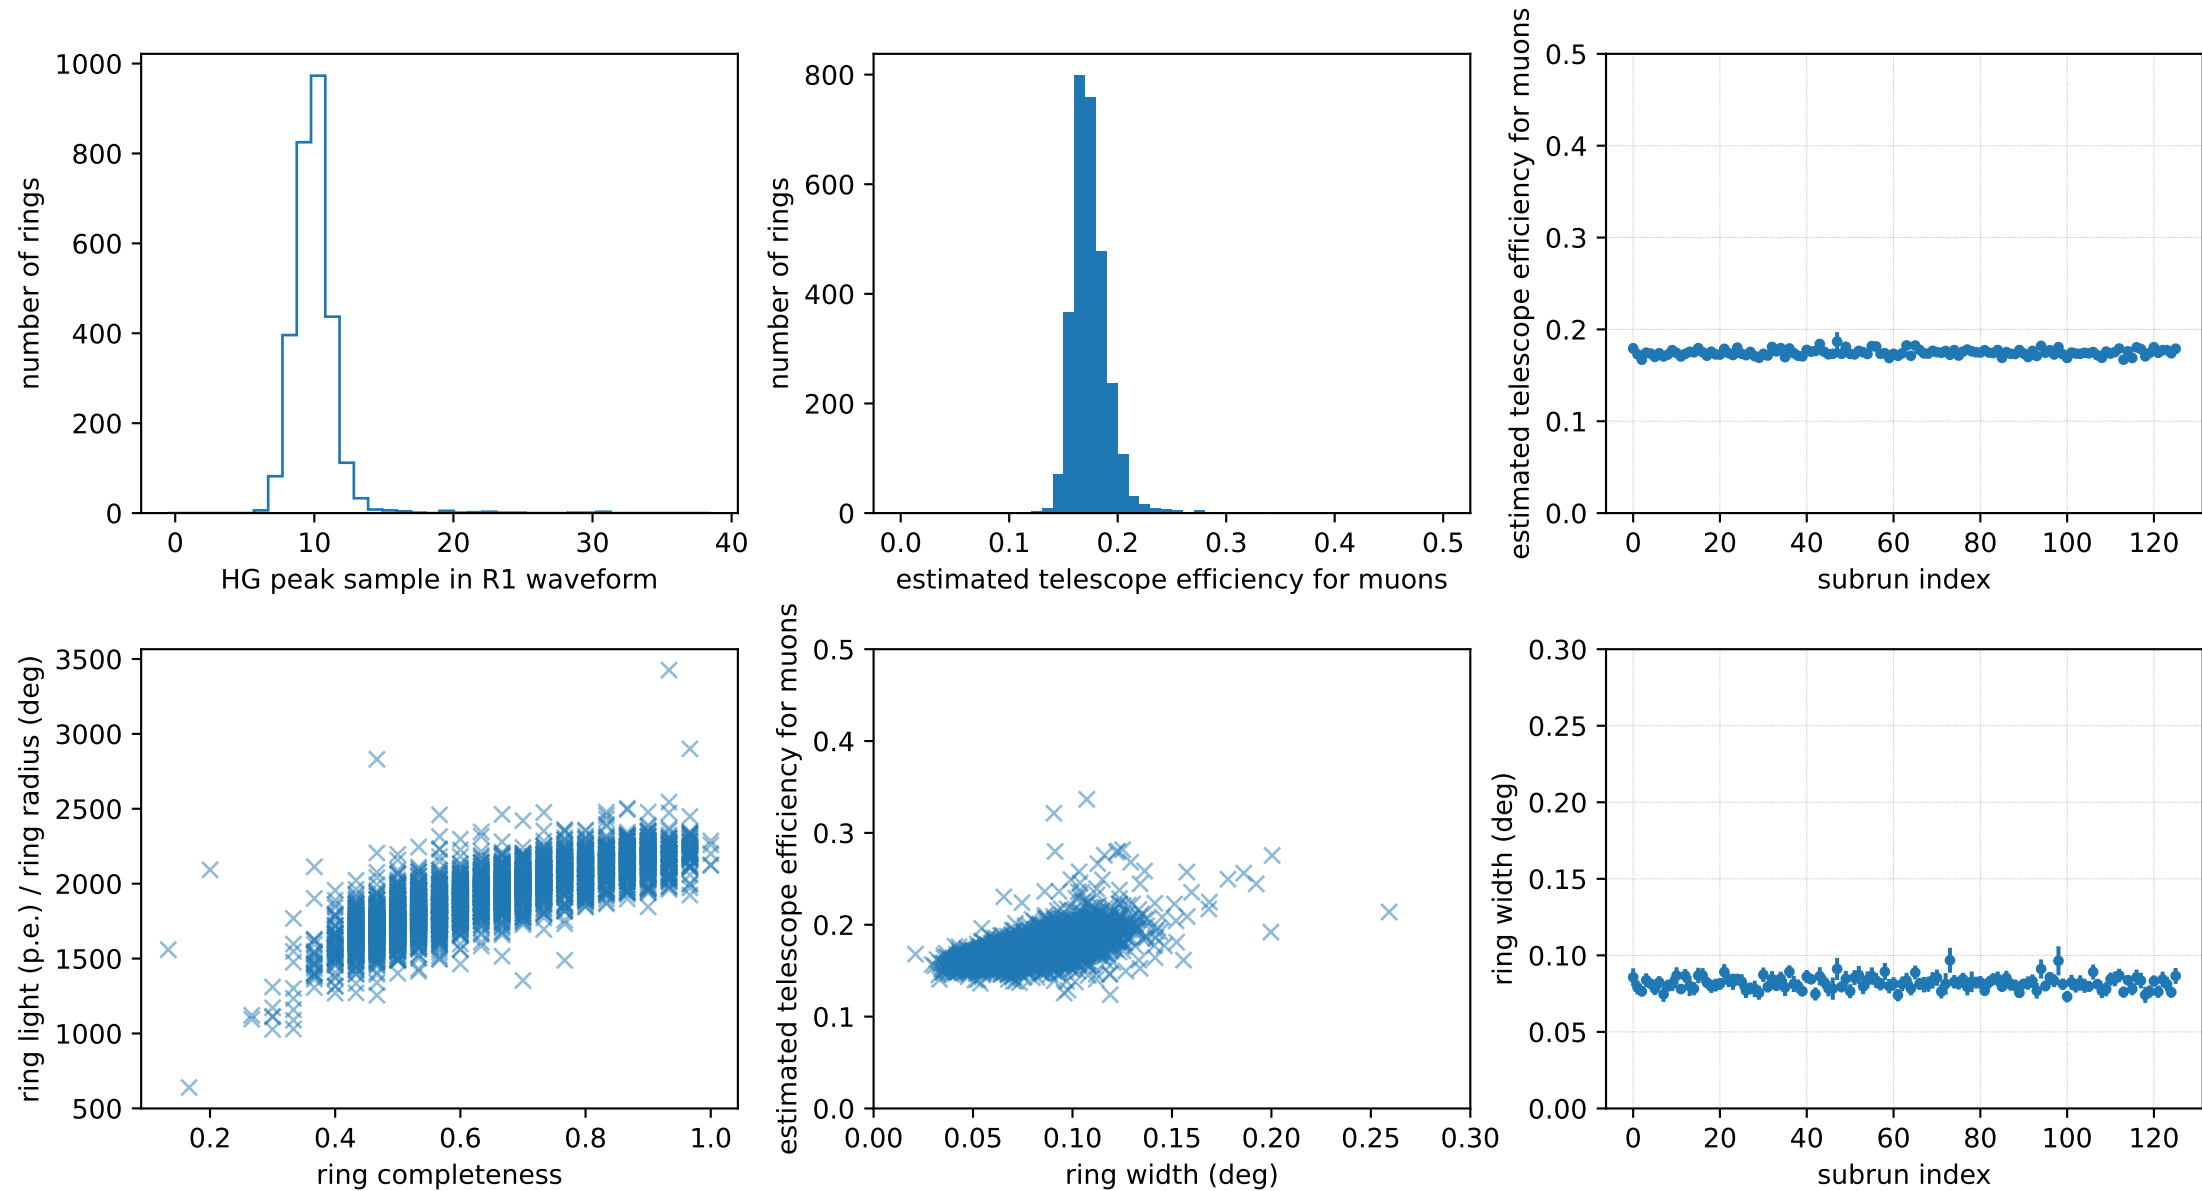 1000
800
600
400
200
0
number of rings
0 10 20 30 40
HG peak sample in R1 waveform
800
600
400
200
0
number of rings
0.0 0.1 0.2 0.3 0.4 0.5
estimated telescope efficiency for muons
0.5
0.4
0.3
0.2
0.1
0.0
estimated telescope efficiency for muons
0 20 40 60 80 100 120
subrun index
3500
3000
2500
2000
1500
1000
500
ring light (p.e.) / ring radius (deg)
0.2 0.4 0.6 0.8 1.0
ring completeness
0.5
0.4
0.3
0.2
0.1
0.0
estimated telescope efficiency for muons
0.00 0.05 0.10 0.15 0.20 0.25 0.30
ring width (deg)
0.30
0.25
0.20
0.15
0.10
0.05
0.00
ring width (deg)
0 20 40 60 80 100 120
subrun index